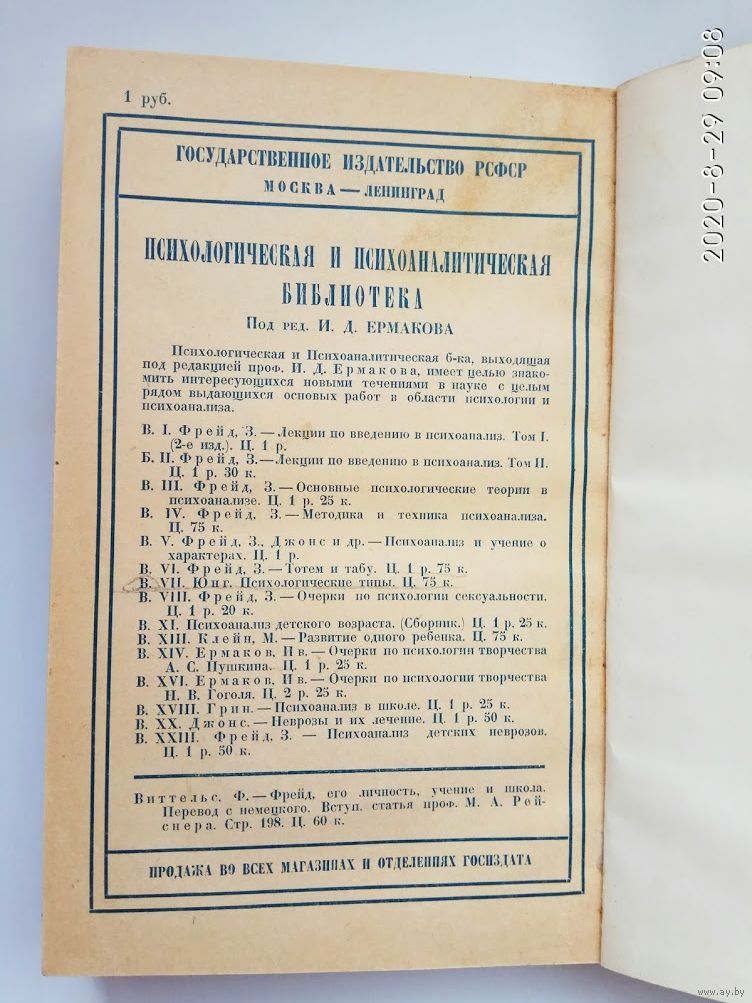 1 руб.
ГОСУДАРСТВЕННОЕ ИЗДАТЕЛЬСТВО РСФСР
МОСКВА — ЛЕНИНГРАД
ПСИХОЛОГИЧЕСКАЯ И ПСИХОАНАЛИТИЧЕСКАЯ
БИБЛИОТЕКА
Под ред. И. Д. ЕРМАКОВА
Психологическая и Психоаналитическая б-ка, выходящая
под редакцией проф. И. Д. Ермакова, имеет целью знако-
мить интересующихся новыми течениями в науке с целым
рядом выдающихся основых работ в области психологии и
психоанализа.
В. I. Фрейд, З. — Лекции по введению в психоанализ. Том I.
(2-е изд.). Ц. 1 р.
Б. II. Фрейд, З. — Лекции по введению в психоанализ. Том II.
Ц. 1 р. 30 к.
В. III. Фрейд, З. — Основные психологические теории в
психоанализе. Ц. 1 р. 25 к.
В. IV. Фрейд, З. — Методика и техника психоанализа.
Ц. 75 к.
В. V. Фрейд, З., Джонс и др. — Психоанализ и учение о
характерах. Ц. 1 р.
В. VI. Фрейд, З. — Тотем и табу. Ц. 1 р. 75 к.
В. VII. Юнг. Психологические типы. Ц. 75 к.
В. VIII. Фрейд, З. — Очерки по психологии сексуальности.
Ц. 1 р. 20 к.
В. XI. Психоанализ детского возраста. (Сборник.) Ц. 1 р. 25 к.
В. XIII. Клейн, М. — Развитие одного ребенка. Ц. 75 к.
В. XIV. Ермаков, Ив. — Очерки по психологии творчества
А. С. Пушкина. Ц. 1 р. 25 к.
В. XVI. Ермаков, Ив. — Очерки по психологии творчества
Н. В. Гоголя. Ц. 2 р. 25 к.
В. XVIII. Грин. — Психоанализ в школе. Ц. 1 р. 25 к.
В. XX. Джонс. — Неврозы и их лечение. Ц. 1 р. 50 к.
В. XXIII. Фрейд, З. — Психоанализ детских неврозов.
Ц. 1 р. 50 к.
Виттельс. Ф. — Фрейд, его личность, учение и школа.
Перевод с немецкого. Вступ. статья проф. М. А. Рей-
снера. Стр. 198. Ц. 60 к.
ПРОДАЖА ВО ВСЕХ МАГАЗИНАХ И ОТДЕЛЕНИЯХ ГОСИЗДАТА
2020-8-29 09:08
www.ay.by